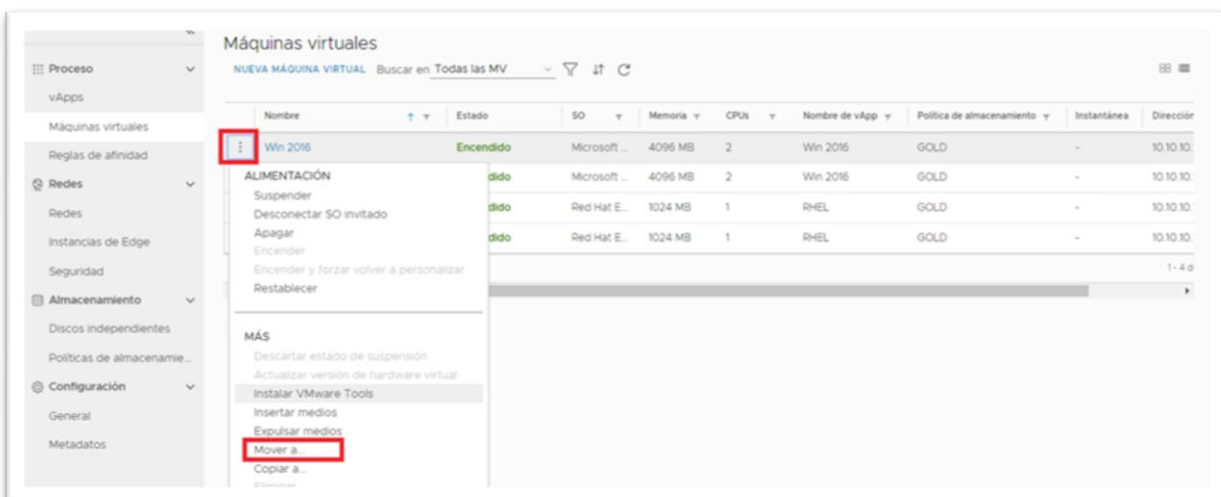 Proceso
vApps
Máquinas virtuales
Reglas de afinidad
Redes
Redes
Instancias de Edge
Seguridad
Almacenamiento
Discos independientes
Políticas de almacenamie...
Configuración
General
Metadatos
Máquinas virtuales
NUEVA MÁQUINA VIRTUAL Buscar en Todas las MV
Nombre Estado SO Memoria CPUs Nombre de vApp Política de almacenamiento Instantánea Dirección
Win 2016 Encendido Microsoft ... 4096 MB 2 Win 2016 GOLD - 10.10.10.
dido Microsoft ... 4096 MB 2 Win 2016 GOLD - 10.10.10.
dido Red Hat E... 1024 MB 1 RHEL GOLD - 10.10.10.
dido Red Hat E... 1024 MB 1 RHEL GOLD - 10.10.10.
1 - 4 d
ALIMENTACIÓN
Suspender
Desconectar SO invitado
Apagar
Encender
Encender y forzar volver a personalizar
Restablecer
MÁS
Descartar estado de suspensión
Actualizar versión de hardware virtual
Instalar VMware Tools
Insertar medios
Expulsar medios
Mover a...
Copiar a...
Eliminar